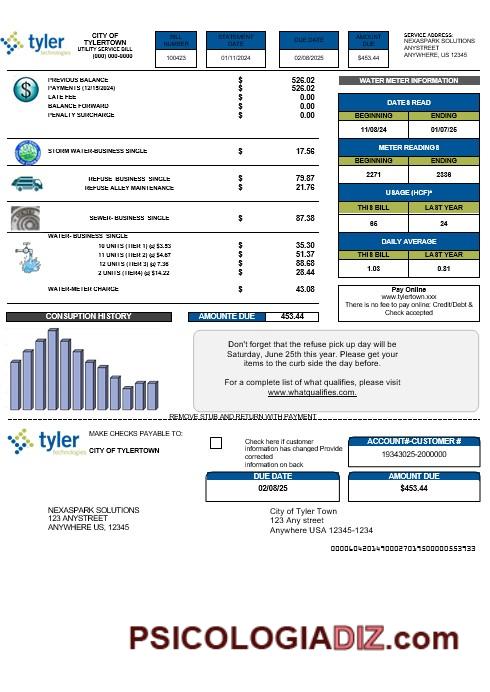 tyler
technologies
CITY OF
TYLERTOWN
UTILITY SERVICE BILL
(000) 000-0000
BILL
NUMBER
100423
STATEMENT
DATE
01/11/2024
DUE DATE
02/08/2025
AMOUNT
DUE
$453.44
SERVICE ADDRESS:
NEXASPARK SOLUTIONS
ANYSTREET
ANYWHERE, US 12345
PREVIOUS BALANCE $ 526.02
PAYMENTS (12/15/2024) $ 526.02
LATE FEE $ 0.00
BALANCE FORWARD $ 0.00
PENALTY SURCHARGE $ 0.00
STORM WATER-BUSINESS SINGLE $ 17.56
REFUSE BUSINESS SINGLE $ 79.87
REFUSE ALLEY MAINTENANCE $ 21.76
SEWER- BUSINESS SINGLE $ 87.38
WATER- BUSINESS SINGLE
10 UNITS (TIER 1) @ $3.53 $ 35.30
11 UNITS (TIER 2) @ $4.67 $ 51.37
12 UNITS (TIER 3) @ 7.36 $ 88.68
2 UNITS (TIER4) @ $14.22 $ 28.44
WATER-METER CHARGE $ 43.08
WATER METER INFORMATION
DATES READ
BEGINNING ENDING
11/08/24 01/07/25
METER READINGS
BEGINNING ENDING
2271 2336
USAGE (HCF)*
THIS BILL LAST YEAR
65 24
DAILY AVERAGE
THIS BILL LAST YEAR
1.03 0.81
Pay Online
www.tylertown.xxx
There is no fee to pay online: Credit/Debit &
Check accepted
CONSUPTION HISTORY
AMOUNTE DUE 453.44
Don't forget that the refuse pick up day will be
Saturday, June 25th this year. Please get your
items to the curb side the day before.
For a complete list of what qualifies, please visit
www.whatqualifies.com.
REMOVE STUB AND RETURN WITH PAYMENT
tyler
technologies
MAKE CHECKS PAYABLE TO:
CITY OF TYLERTOWN
Check here if customer
information has changed Provide
corrected
information on back
ACCOUNT#-CUSTOMER #
19343025-2000000
DUE DATE
02/08/25
AMOUNT DUE
$453.44
NEXASPARK SOLUTIONS
123 ANYSTREET
ANYWHERE US, 12345
City of Tyler Town
123 Any street
Anywhere USA 12345-1234
PSICOLOGIADIZ.com